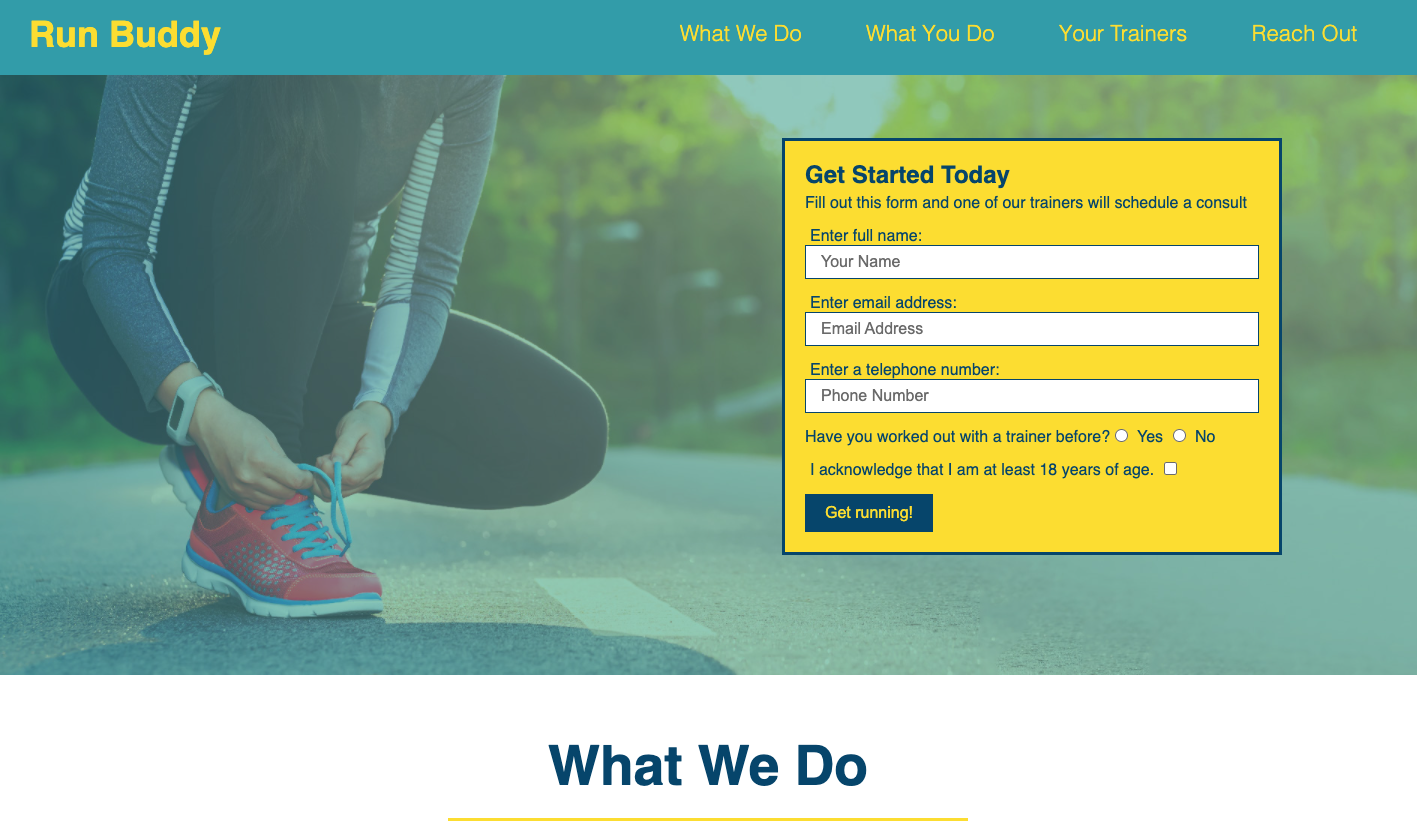 Run Buddy
What We Do
What You Do
Your Trainers
Reach Out
Get Started Today
Fill out this form and one of our trainers will schedule a consult
Enter full name:
Your Name
Enter email address:
Email Address
Enter a telephone number:
Phone Number
Have you worked out with a trainer before? Yes No
I acknowledge that I am at least 18 years of age.
Get running!
What We Do